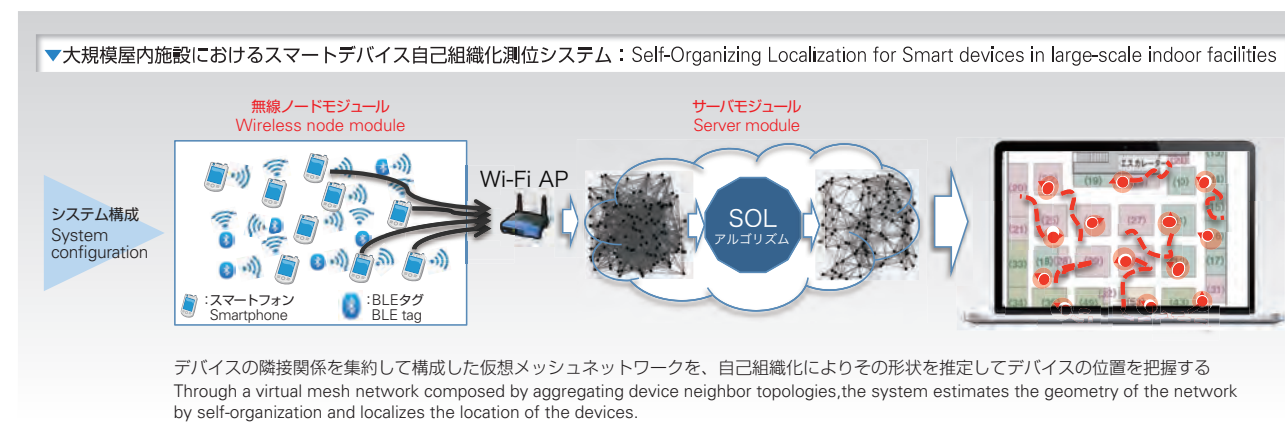 ▼大規模屋内施設におけるスマートデバイス自己組織化測位システム：Self-Organizing Localization for Smart devices in large-scale indoor facilities
無線ノードモジュール
Wireless node module
サーバモジュール
Server module
システム構成
System
configuration
Wi-Fi AP
SOL
アルゴリズム
:スマートフォン
Smartphone
:BLEタグ
BLE tag
エスカレーター
(19)
(27)
(17)
(33)
(31)
(34)
(43)
デバイスの隣接関係を集約して構成した仮想メッシュネットワークを、自己組織化によりその形状を推定してデバイスの位置を把握する
Through a virtual mesh network composed by aggregating device neighbor topologies,the system estimates the geometry of the network
by self-organization and localizes the location of the devices.